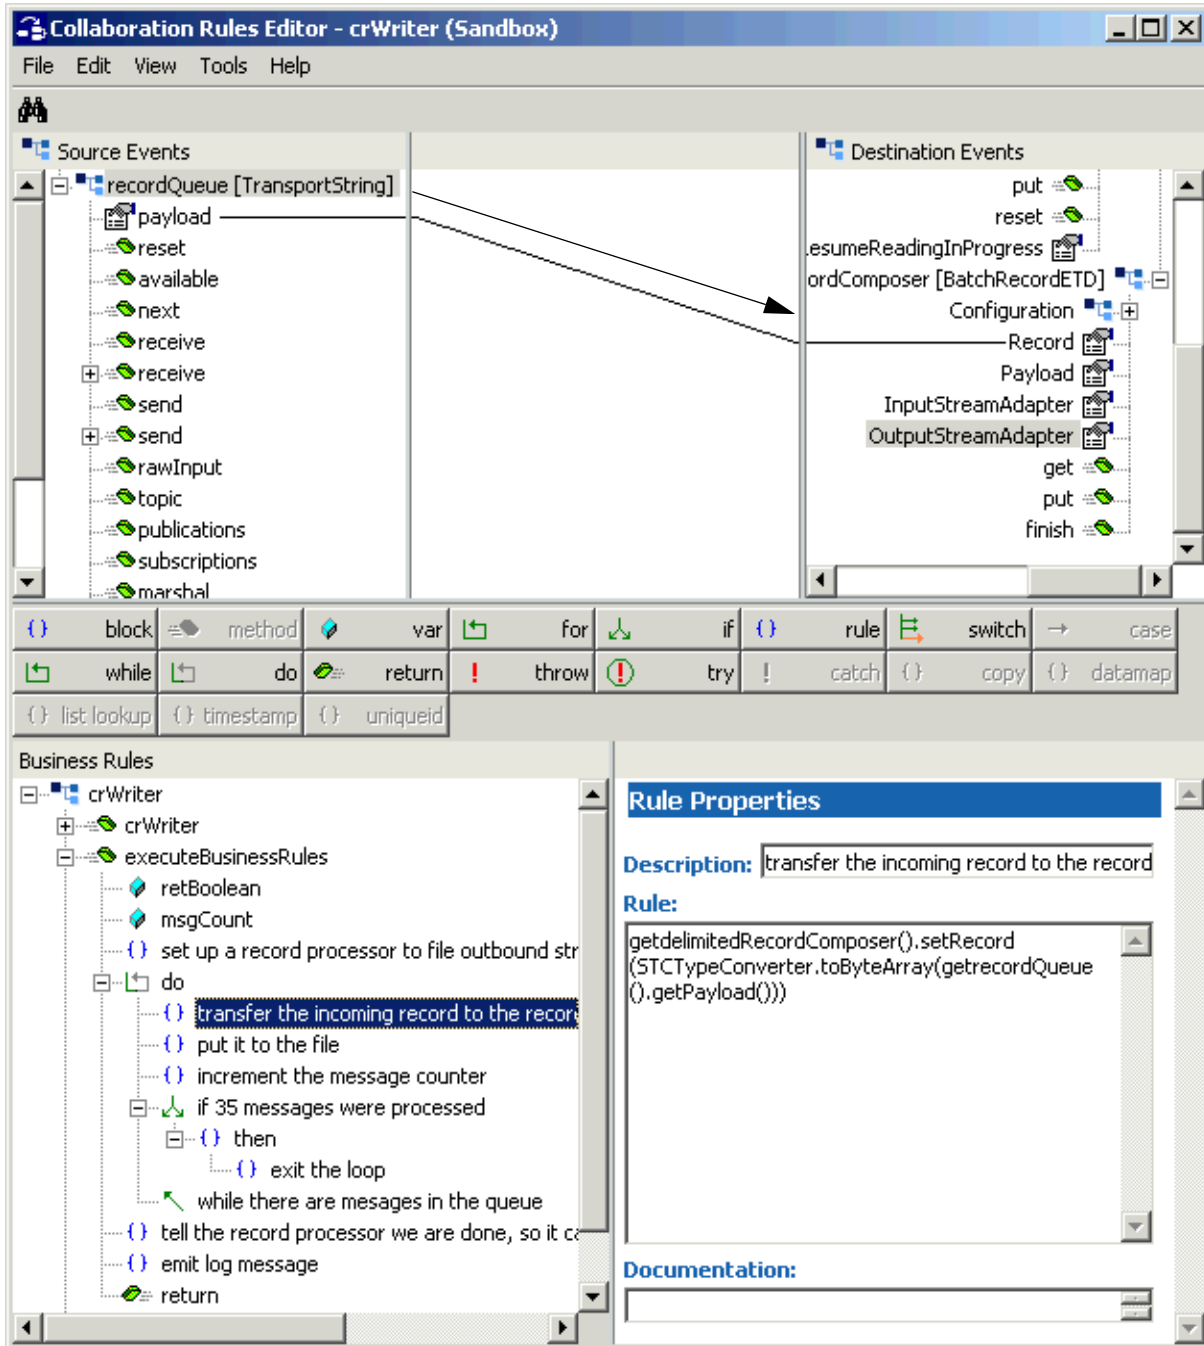 Collaboration Rules Editor - crWriter (Sandbox)
File Edit View Tools Help
Source Events
recordQueue [TransportString]
payload
reset
available
next
receive
receive
send
send
rawInput
topic
publications
subscriptions
marshal
Destination Events
put
reset
esumeReadingInProgress
ordComposer [BatchRecordETD]
Configuration
Record
Payload
InputStreamAdapter
OutputStreamAdapter
get
put
finish
block method var for if rule switch case
while do return throw try catch copy datamap
list lookup timestamp uniqueid
Business Rules
crWriter
crWriter
executeBusinessRules
retBoolean
msgCount
set up a record processor to file outbound str
do
transfer the incoming record to the record
put it to the file
increment the message counter
if 35 messages were processed
then
exit the loop
while there are mesages in the queue
tell the record processor we are done, so it ca
emit log message
return
Rule Properties
Description: transfer the incoming record to the record
Rule:
getdelimitedRecordComposer().setRecord
(STCTypeConverter.toByteArray(getrecordQueue
().getPayload()))
Documentation: